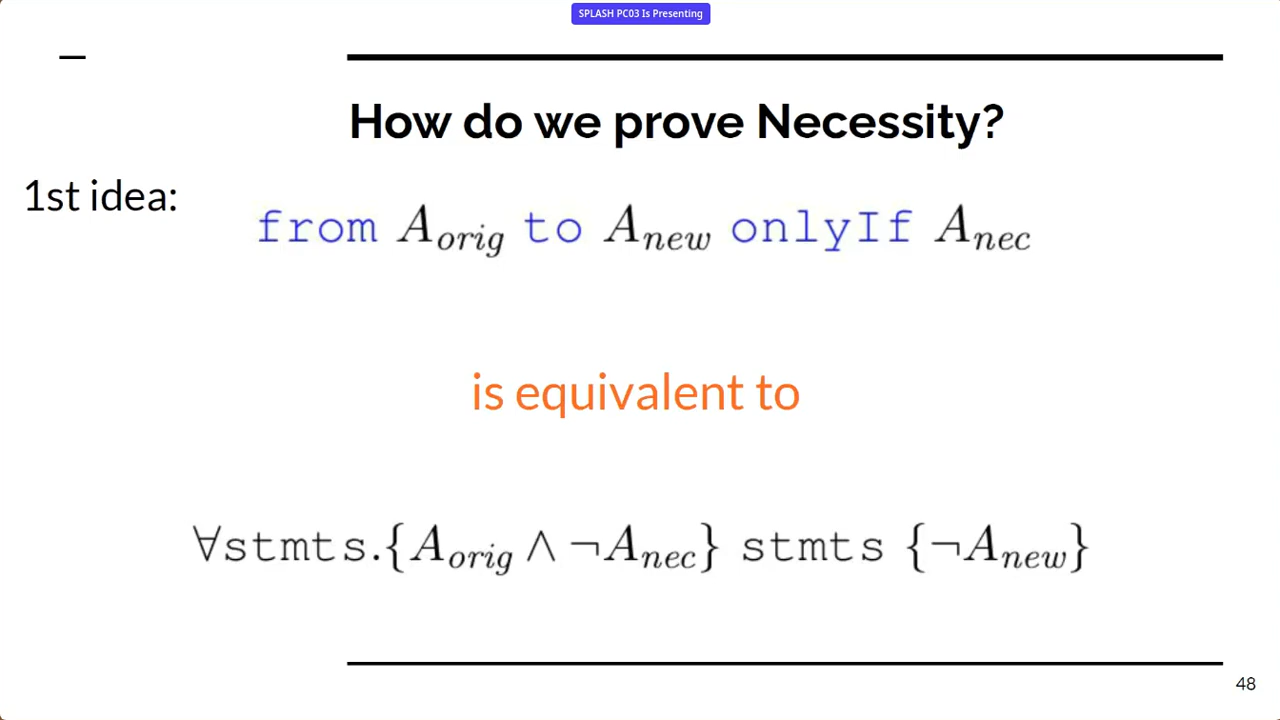 SPLASH PC03 Is Presenting
How do we prove Necessity?
1st idea:
from A_orig to A_new onlyIf A_nec
is equivalent to
∀stmts.{A_orig ∧ ¬A_nec} stmts {¬A_new}
48